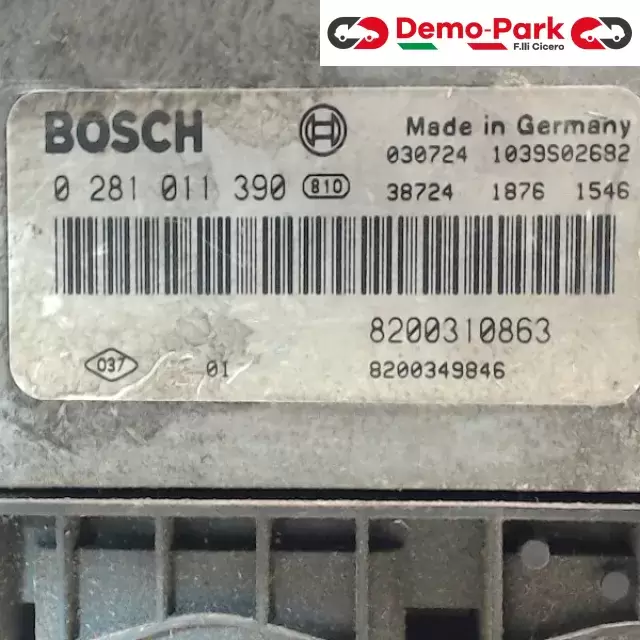 Demo-Park
F.lli Cicero
BOSCH
Made in Germany
030724 1039S02682
0 281 011 390 810 38724 1876 1546
8200310863
037 01 8200349846